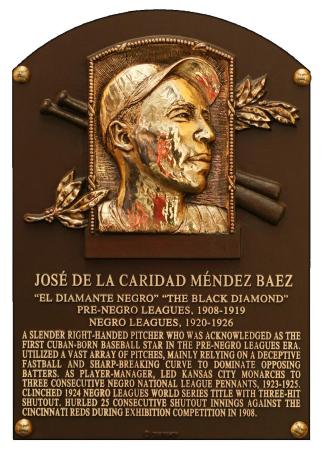 JOSÉ DE LA CARIDAD MÉNDEZ BAEZ
"EL DIAMANTE NEGRO" "THE BLACK DIAMOND"
PRE-NEGRO LEAGUES, 1908-1919
NEGRO LEAGUES, 1920-1926
A SLENDER RIGHT-HANDED PITCHER WHO WAS ACKNOWLEDGED AS THE
FIRST CUBAN-BORN BASEBALL STAR IN THE PRE-NEGRO LEAGUES ERA.
UTILIZED A VAST ARRAY OF PITCHES, MAINLY RELYING ON A DECEPTIVE
FASTBALL AND SHARP-BREAKING CURVE TO DOMINATE OPPOSING
BATTERS. AS PLAYER-MANAGER, LED KANSAS CITY MONARCHS TO
THREE CONSECUTIVE NEGRO NATIONAL LEAGUE PENNANTS, 1923-1925.
CLINCHED 1924 NEGRO LEAGUES WORLD SERIES TITLE WITH THREE-HIT
SHUTOUT. HURLED 25 CONSECUTIVE SHUTOUT INNINGS AGAINST THE
CINCINNATI REDS DURING EXHIBITION COMPETITION IN 1908.